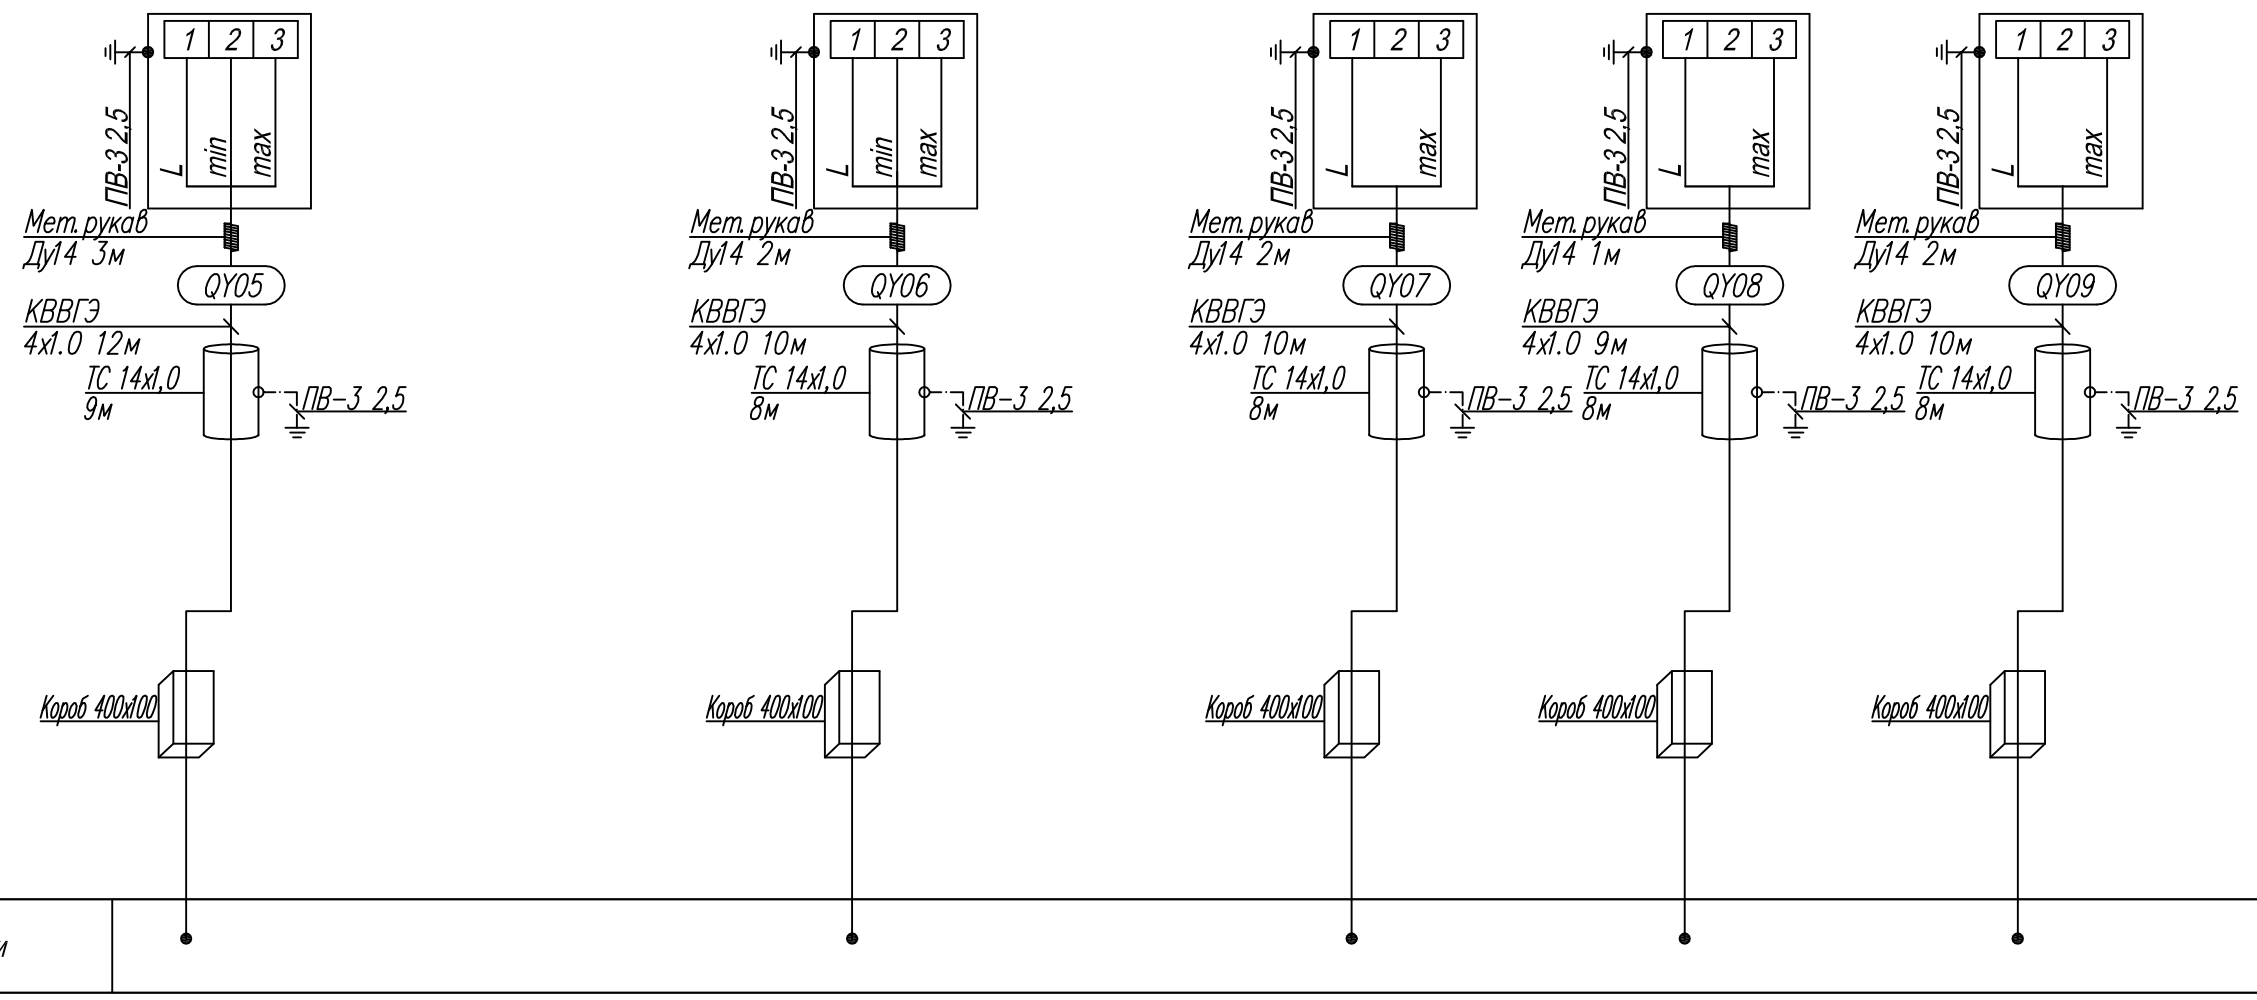 1 2 3
ПВ-3 2,5
L
min
max
Мет.рукав
Ду14 3м
QY05
КВВГЭ
4x1.0 12м
ТС 14x1,0
9м
ПВ-3 2,5
Короб 400x100
1 2 3
ПВ-3 2,5
L
min
max
Мет.рукав
Ду14 2м
QY06
КВВГЭ
4x1.0 10м
ТС 14x1,0
8м
ПВ-3 2,5
Короб 400x100
1 2 3
ПВ-3 2,5
L
max
Мет.рукав
Ду14 2м
QY07
КВВГЭ
4x1.0 10м
ТС 14x1,0
8м
ПВ-3 2,5
Короб 400x100
1 2 3
ПВ-3 2,5
L
max
Мет.рукав
Ду14 1м
QY08
КВВГЭ
4x1.0 9м
ТС 14x1,0
8м
ПВ-3 2,5
Короб 400x100
1 2 3
ПВ-3 2,5
L
max
Мет.рукав
Ду14 2м
QY09
КВВГЭ
4x1.0 10м
ТС 14x1,0
8м
ПВ-3 2,5
Короб 400x100